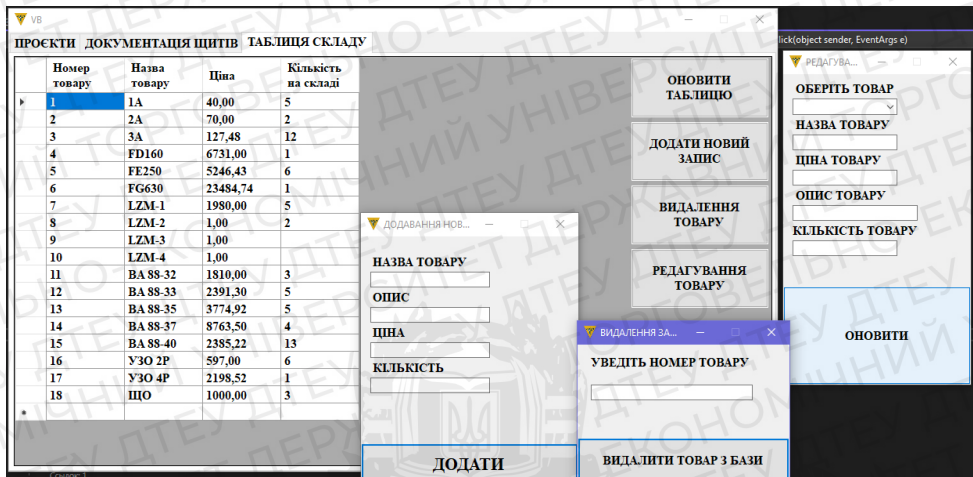 VB
ПРОЄКТИ ДОКУМЕНТАЦІЯ ЩИТІВ ТАБЛИЦЯ СКЛАДУ
Номер товару Назва товару Ціна Кількість на складі
1 1А 40,00 5
2 2А 70,00 2
3 3А 127,48 12
4 FD160 6731,00 1
5 FE250 5246,43 6
6 FG630 23484,74 1
7 LZM-1 1980,00 5
8 LZM-2 1,00 2
9 LZM-3 1,00
10 LZM-4 1,00
11 ВА 88-32 1810,00 3
12 ВА 88-33 2391,30 5
13 ВА 88-35 3774,92 5
14 ВА 88-37 8763,50 4
15 ВА 88-40 2385,22 13
16 УЗО 2Р 597,00 6
17 УЗО 4Р 2198,52 1
18 ЩО 1000,00 3
ОНОВИТИ
ТАБЛИЦЮ
ДОДАТИ НОВИЙ
ЗАПИС
ВИДАЛЕННЯ
ТОВАРУ
РЕДАГУВАННЯ
ТОВАРУ
ДОДАВАННЯ НОВ...
НАЗВА ТОВАРУ
ОПИС
ЦІНА
КІЛЬКІСТЬ
ДОДАТИ
ВИДАЛЕННЯ ЗА...
УВЕДІТЬ НОМЕР ТОВАРУ
ВИДАЛИТИ ТОВАР З БАЗИ
lick(object sender, EventArgs e)
РЕДАГУВА...
ОБЕРІТЬ ТОВАР
НАЗВА ТОВАРУ
ЦІНА ТОВАРУ
ОПИС ТОВАРУ
КІЛЬКІСТЬ ТОВАРУ
ОНОВИТИ